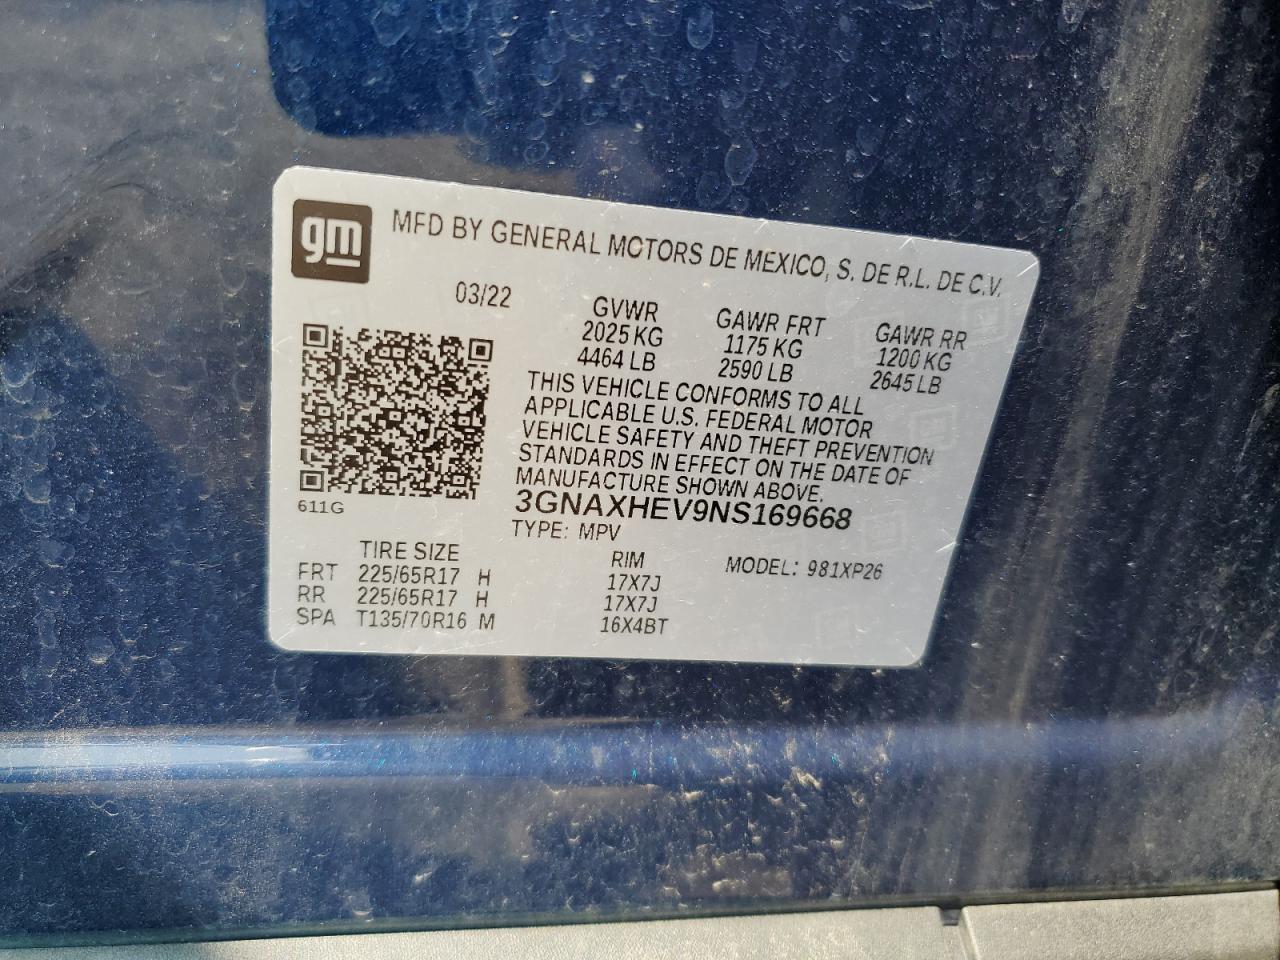 gm MFD BY GENERAL MOTORS DE MEXICO, S. DE R.L. DE C.V.
03/22 GVWR GAWR FRT GAWR RR
2025 KG 1175 KG 1200 KG
4464 LB 2590 LB 2645 LB
THIS VEHICLE CONFORMS TO ALL
APPLICABLE U.S. FEDERAL MOTOR
VEHICLE SAFETY AND THEFT PREVENTION
STANDARDS IN EFFECT ON THE DATE OF
MANUFACTURE SHOWN ABOVE.
611G 3GNAXHEV9NS169668
TYPE: MPV
TIRE SIZE RIM MODEL: 981XP26
FRT 225/65R17 H 17X7J
RR 225/65R17 H 17X7J
SPA T135/70R16 M 16X4BT